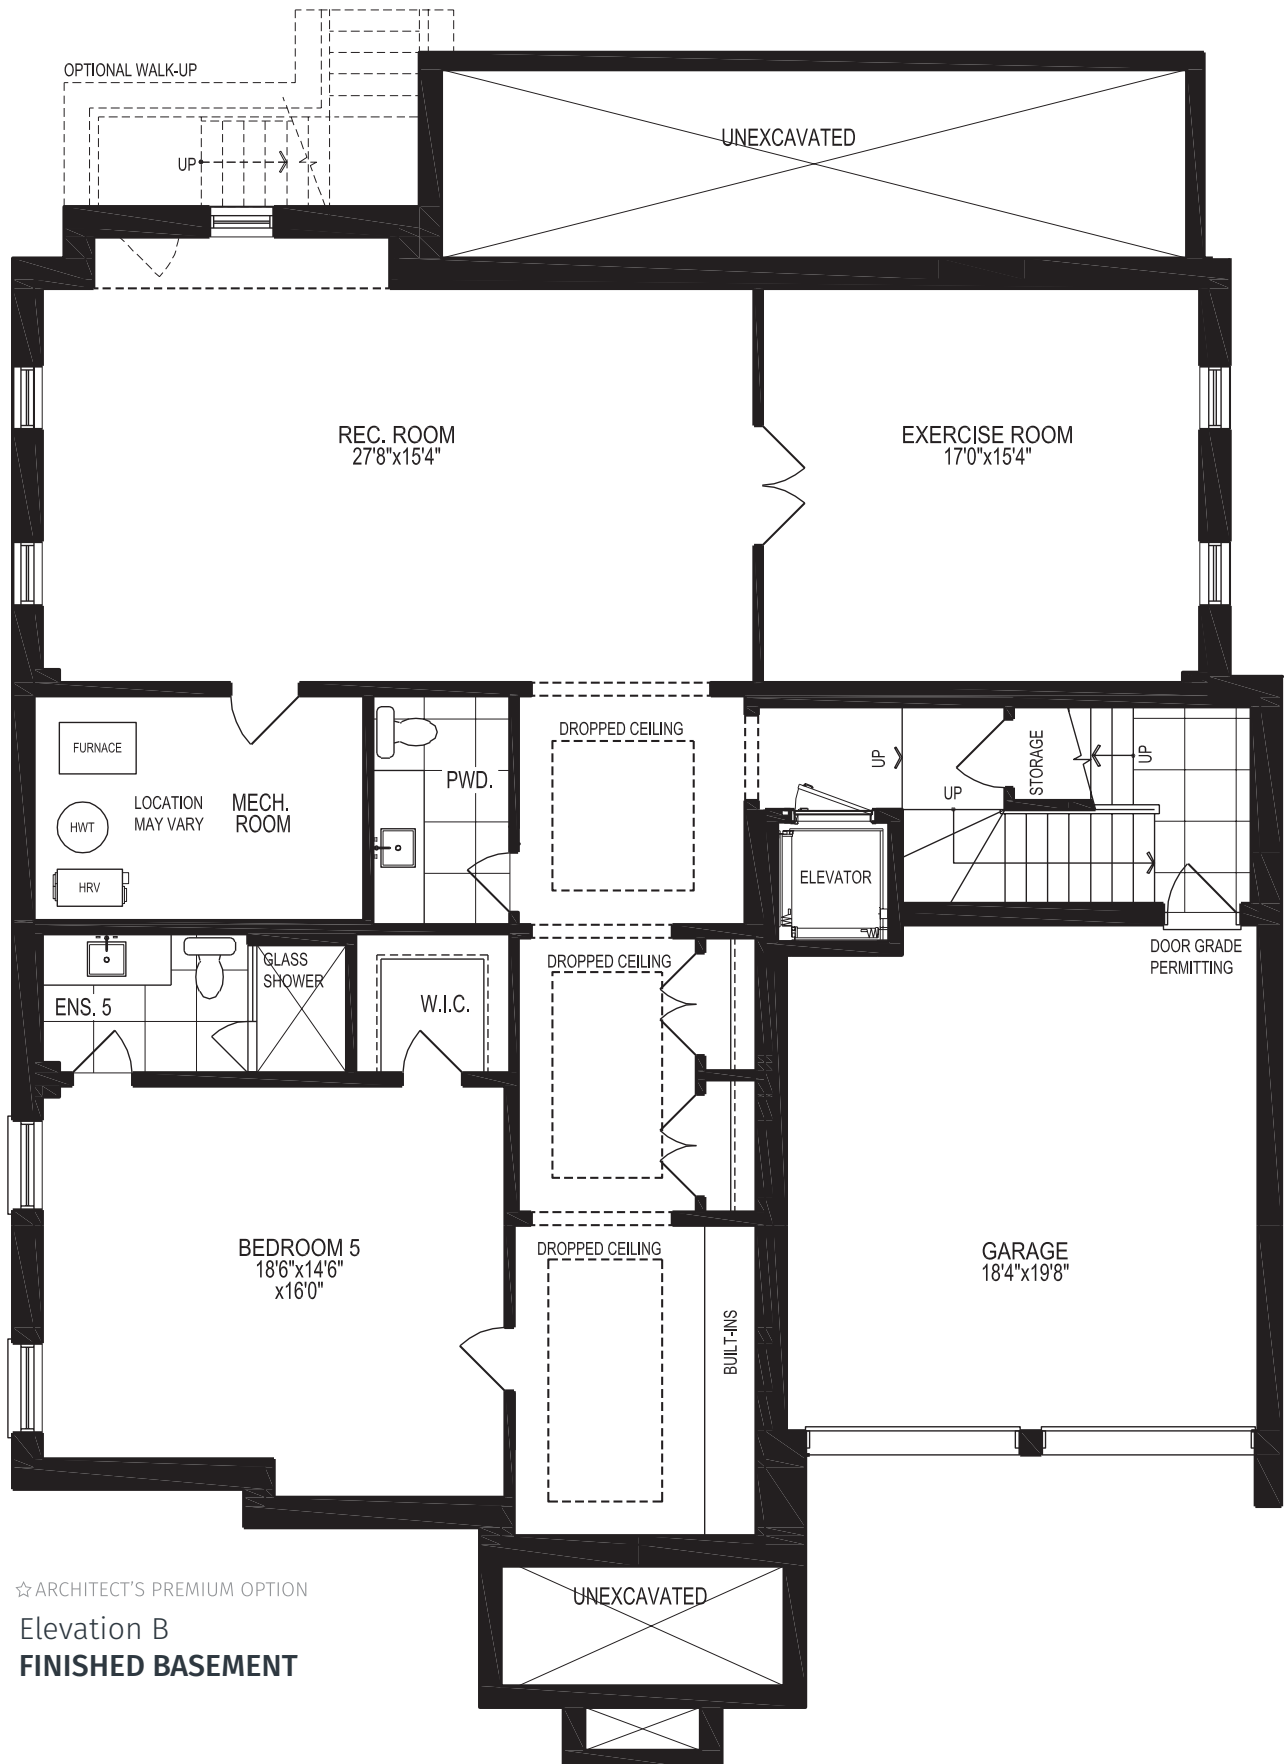 OPTIONAL WALK-UP
UP
UNEXCAVATED
REC. ROOM
27'8"x15'4"
EXERCISE ROOM
17'0"x15'4"
DROPPED CEILING
FURNACE
LOCATION
MAY VARY
MECH.
ROOM
HWT
HRV
PWD.
UP
STORAGE
UP
UP
ELEVATOR
DOOR GRADE
PERMITTING
GLASS
SHOWER
ENS. 5
W.I.C.
DROPPED CEILING
BEDROOM 5
18'6"x14'6"
x16'0"
DROPPED CEILING
BUILT-INS
GARAGE
18'4"x19'8"
UNEXCAVATED
☆ARCHITECT'S PREMIUM OPTION
Elevation B
FINISHED BASEMENT